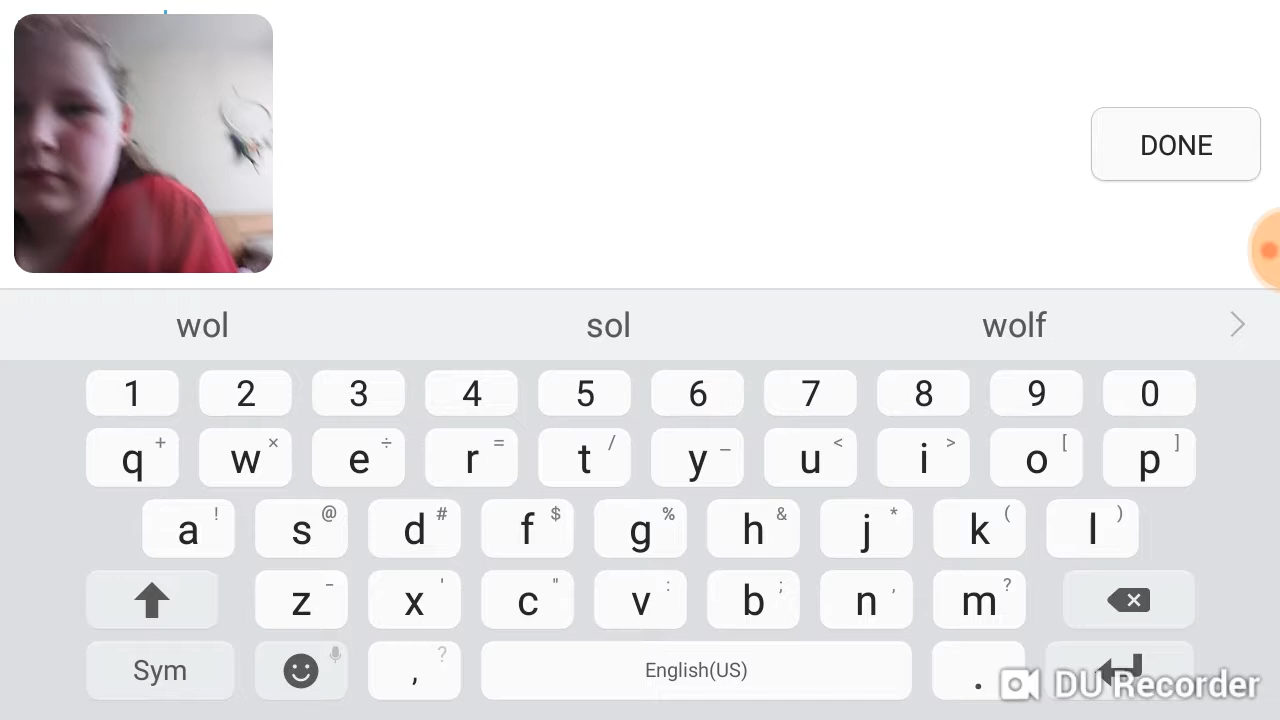 DONE
wol sol wolf
1 2 3 4 5 6 7 8 9 0
q + w × e ÷ r = t / y _ u < i > o [ p ]
a ! s @ d # f $ g % h & j * k ( l )
z - x ' c " v : b ; n , m ?
Sym , ? English(US) .
DU Recorder